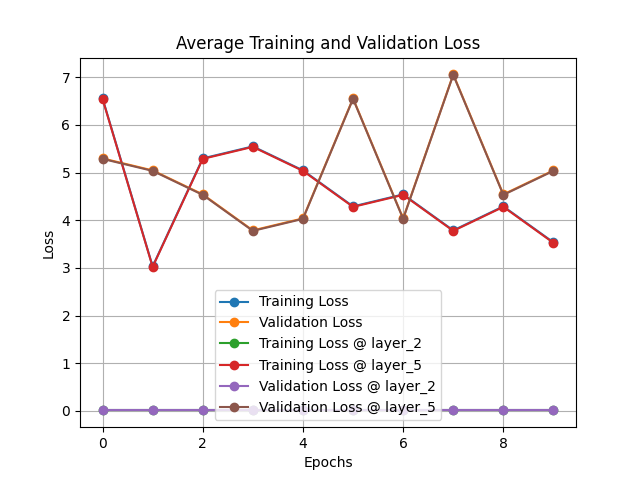 Average Training and Validation Loss
7
6
5
4
3
2
1
0
Loss
Training Loss
Validation Loss
Training Loss @ layer_2
Training Loss @ layer_5
Validation Loss @ layer_2
Validation Loss @ layer_5
0 2 4 6 8
Epochs